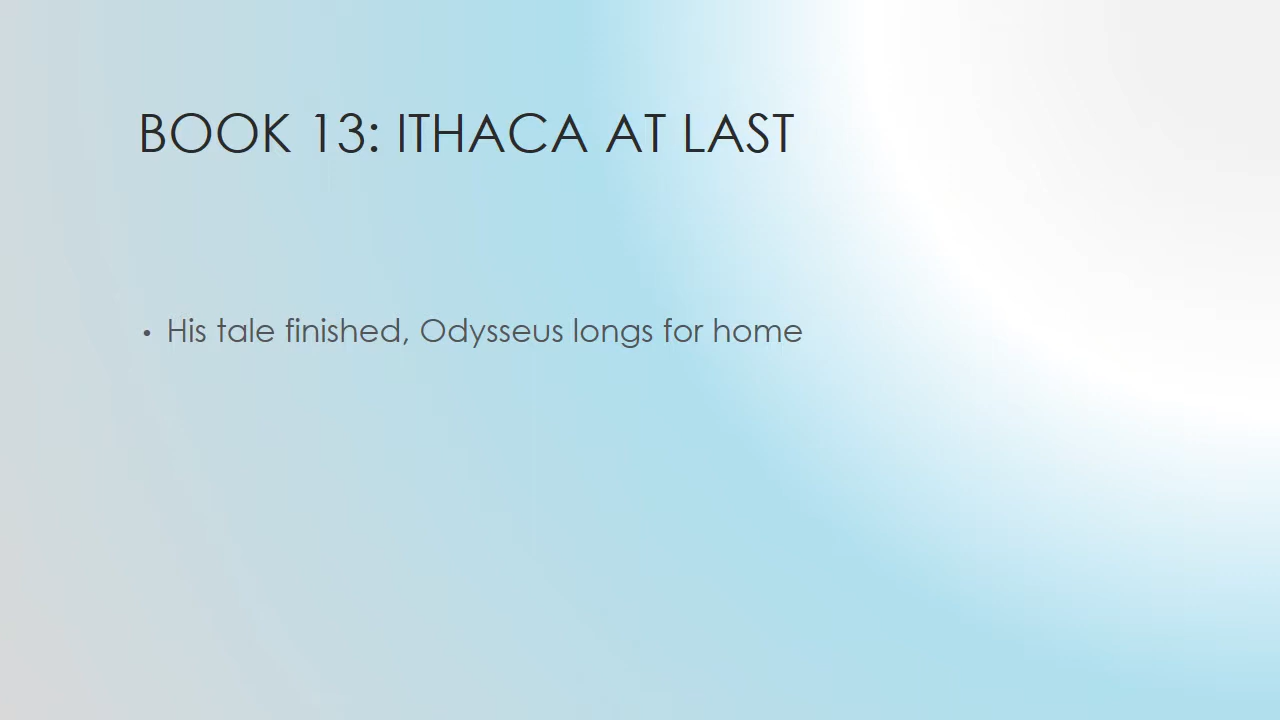 BOOK 13: ITHACA AT LAST
• His tale finished, Odysseus longs for home